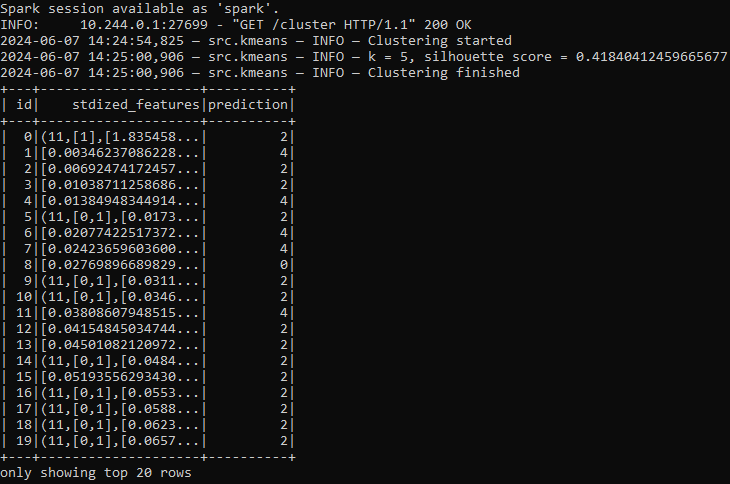 Spark session available as 'spark'.
INFO:     10.244.0.1:27699 - "GET /cluster HTTP/1.1" 200 OK
2024-06-07 14:24:54,825 – src.kmeans – INFO – Clustering started
2024-06-07 14:25:00,906 – src.kmeans – INFO – k = 5, silhouette score = 0.41840412459665677
2024-06-07 14:25:00,906 – src.kmeans – INFO – Clustering finished
+---+--------------------+----------+
| id|    stdized_features|prediction|
+---+--------------------+----------+
|  0|(11,[1],[1.835458...|         2|
|  1|[0.00346237086228...|         4|
|  2|[0.00692474172457...|         2|
|  3|[0.01038711258686...|         2|
|  4|[0.01384948344914...|         4|
|  5|(11,[0,1],[0.0173...|         2|
|  6|[0.02077422517372...|         4|
|  7|[0.02423659603600...|         4|
|  8|[0.02769896689829...|         0|
|  9|(11,[0,1],[0.0311...|         2|
| 10|(11,[0,1],[0.0346...|         2|
| 11|[0.03808607948515...|         4|
| 12|[0.04154845034744...|         2|
| 13|[0.04501082120972...|         2|
| 14|(11,[0,1],[0.0484...|         2|
| 15|[0.05193556293430...|         2|
| 16|(11,[0,1],[0.0553...|         2|
| 17|(11,[0,1],[0.0588...|         2|
| 18|(11,[0,1],[0.0623...|         2|
| 19|(11,[0,1],[0.0657...|         2|
+---+--------------------+----------+
only showing top 20 rows